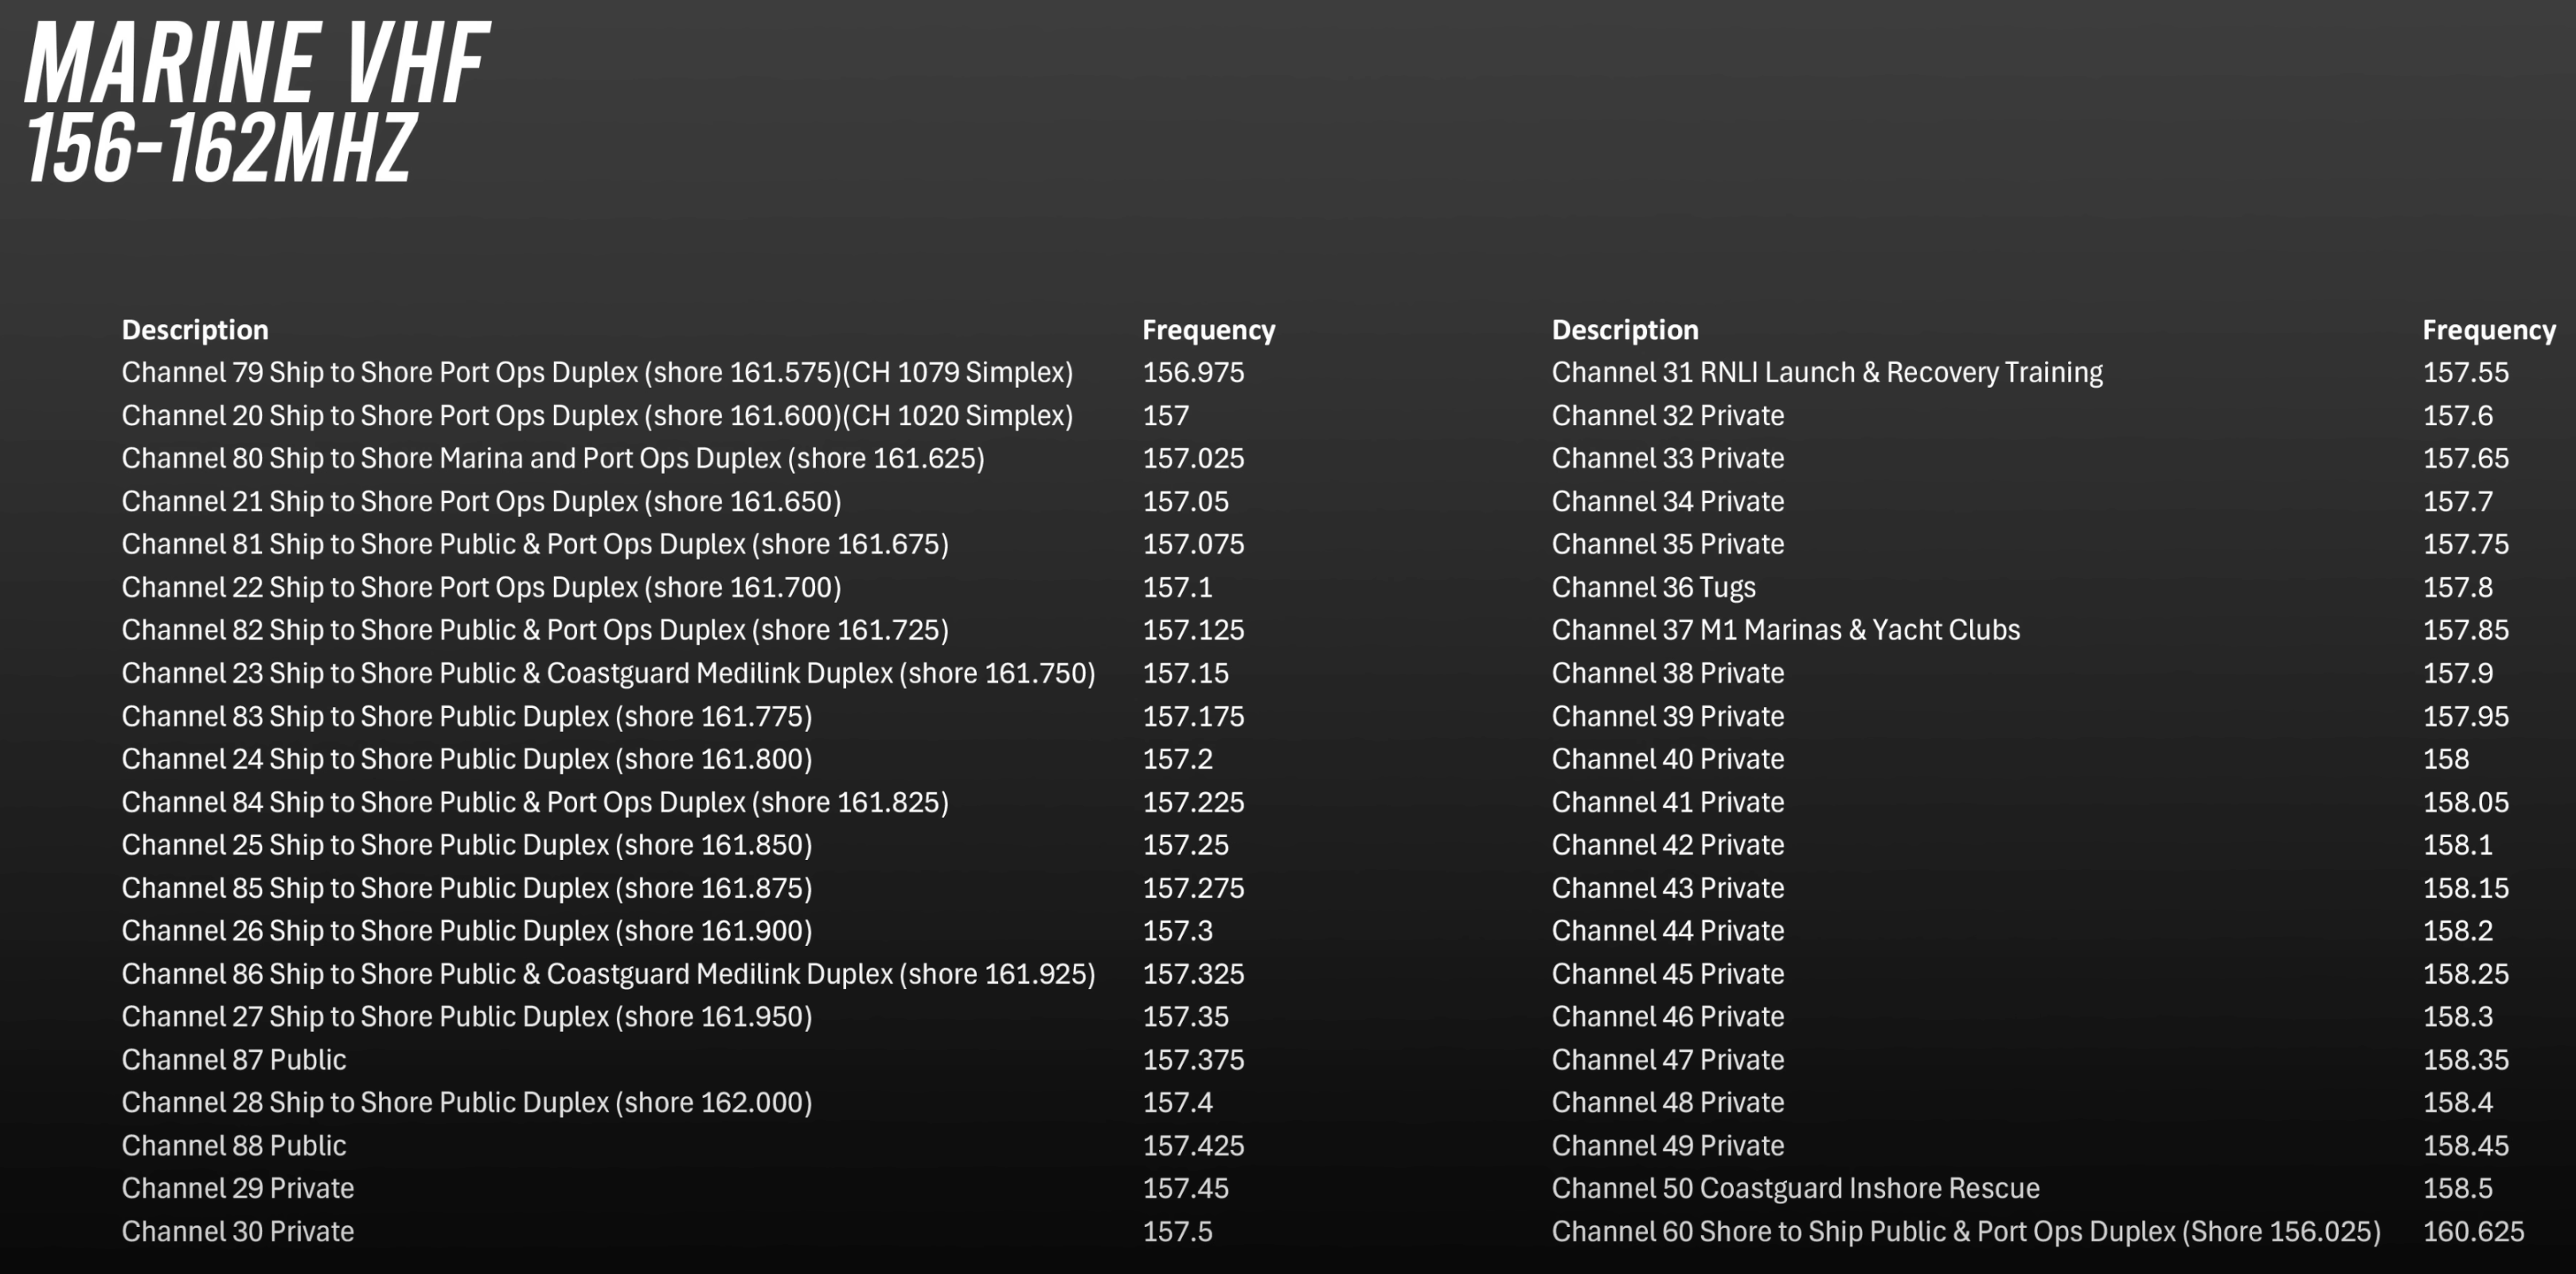 MARINE VHF
156-162MHZ
Description Frequency
Channel 79 Ship to Shore Port Ops Duplex (shore 161.575)(CH 1079 Simplex) 156.975
Channel 20 Ship to Shore Port Ops Duplex (shore 161.600)(CH 1020 Simplex) 157
Channel 80 Ship to Shore Marina and Port Ops Duplex (shore 161.625) 157.025
Channel 21 Ship to Shore Port Ops Duplex (shore 161.650) 157.05
Channel 81 Ship to Shore Public & Port Ops Duplex (shore 161.675) 157.075
Channel 22 Ship to Shore Port Ops Duplex (shore 161.700) 157.1
Channel 82 Ship to Shore Public & Port Ops Duplex (shore 161.725) 157.125
Channel 23 Ship to Shore Public & Coastguard Medilink Duplex (shore 161.750) 157.15
Channel 83 Ship to Shore Public Duplex (shore 161.775) 157.175
Channel 24 Ship to Shore Public Duplex (shore 161.800) 157.2
Channel 84 Ship to Shore Public & Port Ops Duplex (shore 161.825) 157.225
Channel 25 Ship to Shore Public Duplex (shore 161.850) 157.25
Channel 85 Ship to Shore Public Duplex (shore 161.875) 157.275
Channel 26 Ship to Shore Public Duplex (shore 161.900) 157.3
Channel 86 Ship to Shore Public & Coastguard Medilink Duplex (shore 161.925) 157.325
Channel 27 Ship to Shore Public Duplex (shore 161.950) 157.35
Channel 87 Public 157.375
Channel 28 Ship to Shore Public Duplex (shore 162.000) 157.4
Channel 88 Public 157.425
Channel 29 Private 157.45
Channel 30 Private 157.5
Description Frequency
Channel 31 RNLI Launch & Recovery Training 157.55
Channel 32 Private 157.6
Channel 33 Private 157.65
Channel 34 Private 157.7
Channel 35 Private 157.75
Channel 36 Tugs 157.8
Channel 37 M1 Marinas & Yacht Clubs 157.85
Channel 38 Private 157.9
Channel 39 Private 157.95
Channel 40 Private 158
Channel 41 Private 158.05
Channel 42 Private 158.1
Channel 43 Private 158.15
Channel 44 Private 158.2
Channel 45 Private 158.25
Channel 46 Private 158.3
Channel 47 Private 158.35
Channel 48 Private 158.4
Channel 49 Private 158.45
Channel 50 Coastguard Inshore Rescue 158.5
Channel 60 Shore to Ship Public & Port Ops Duplex (Shore 156.025) 160.625